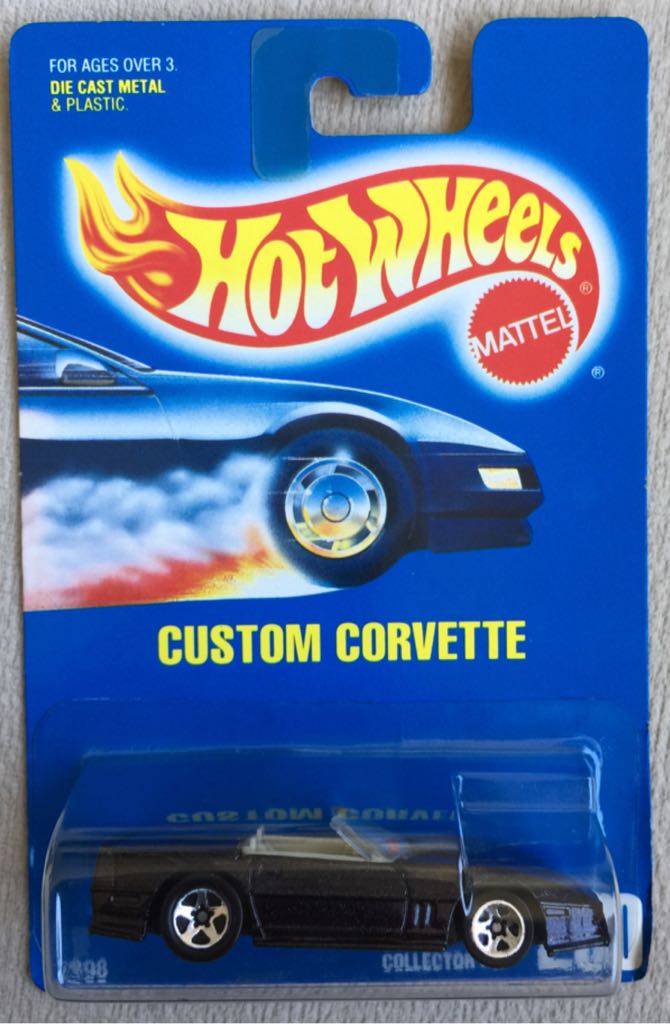 FOR AGES OVER 3.
DIE CAST METAL
& PLASTIC.
HOT WHEELS®
MATTEL
®
CUSTOM CORVETTE
COLLECTOR